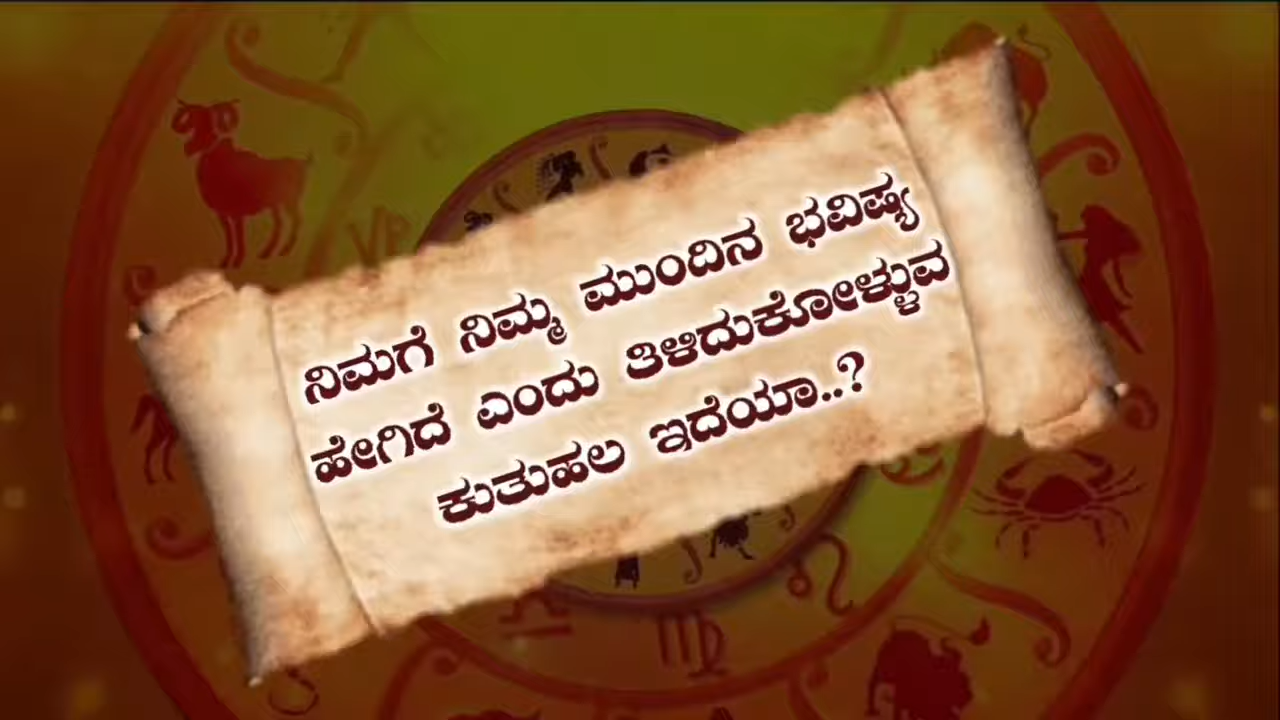 ನಿಮಗೆ ನಿಮ್ಮ ಮುಂದಿನ ಭವಿಷ್ಯ
ಹೇಗಿದೆ ಎಂದು ತಿಳಿದುಕೋಳ್ಳುವ
ಕುತುಹಲ ಇದೆಯಾ..?